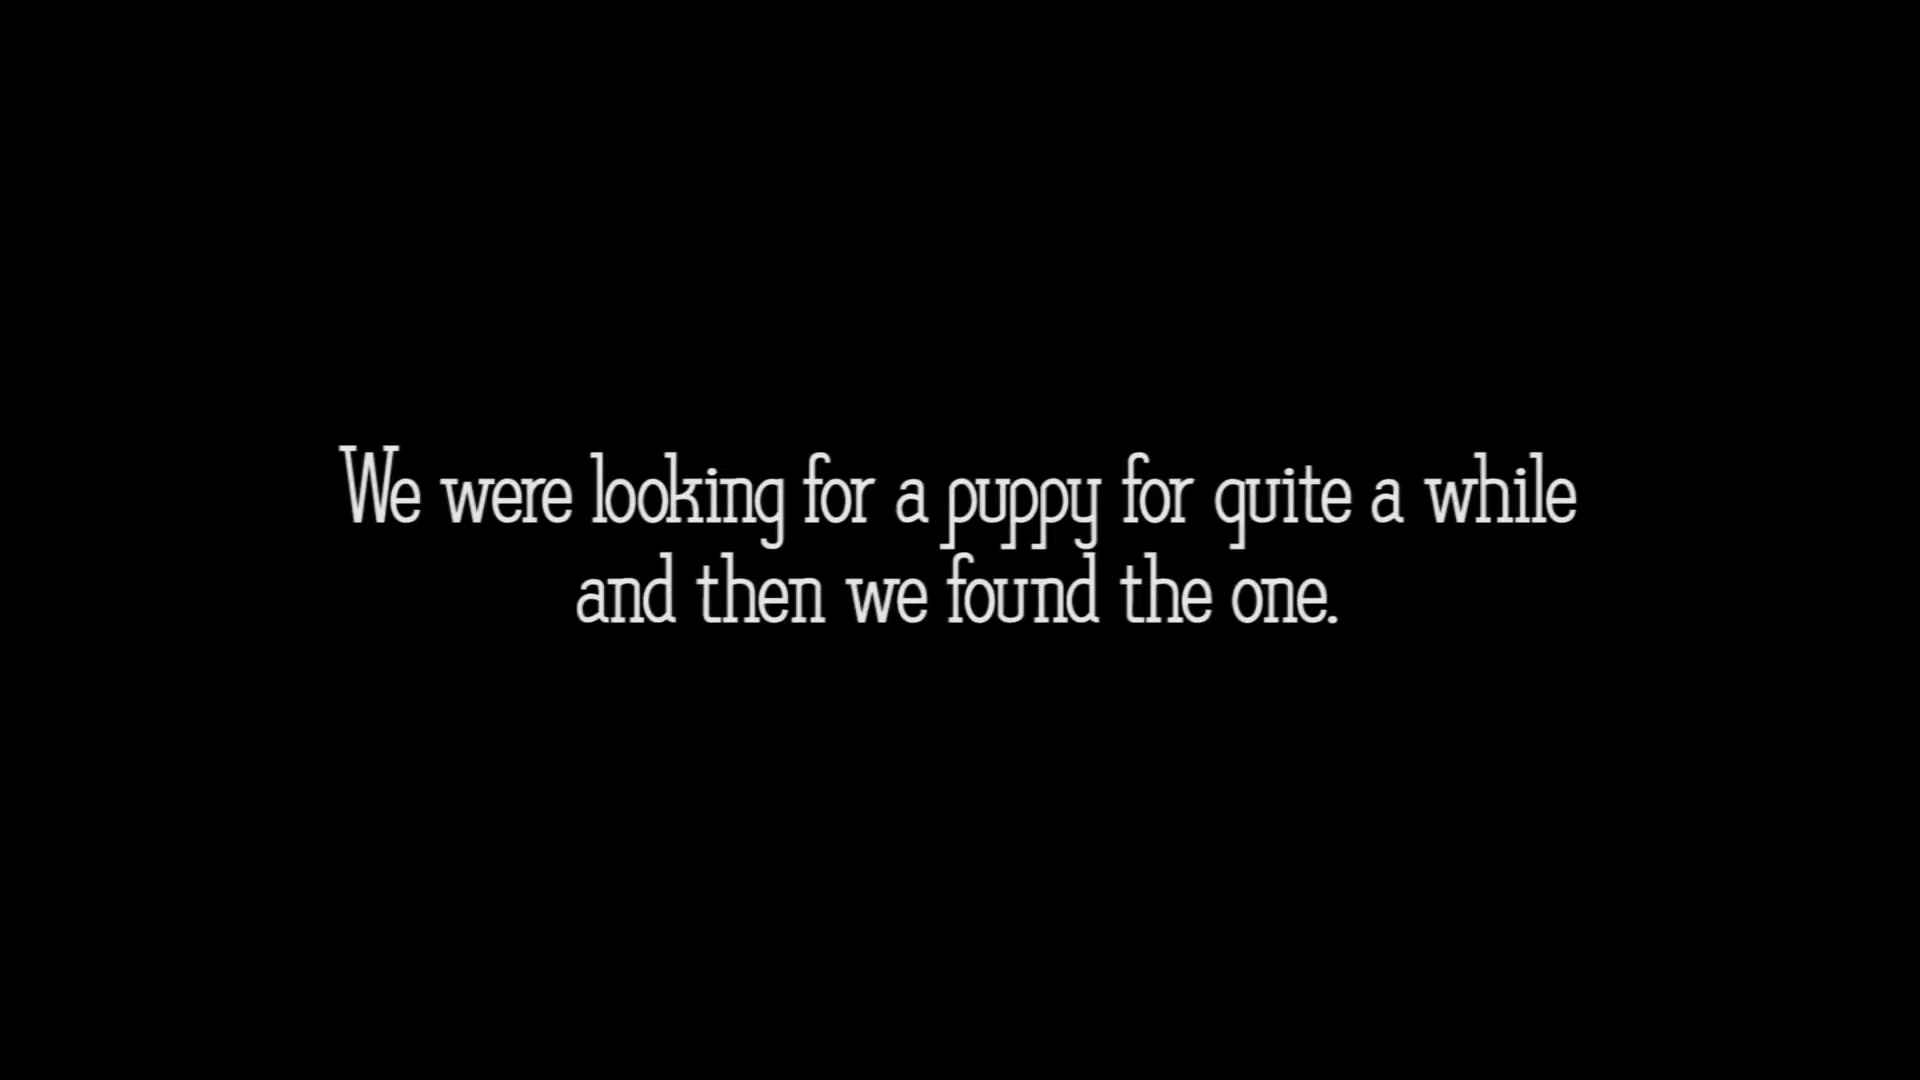 We were looking for a puppy for quite a while
and then we found the one.